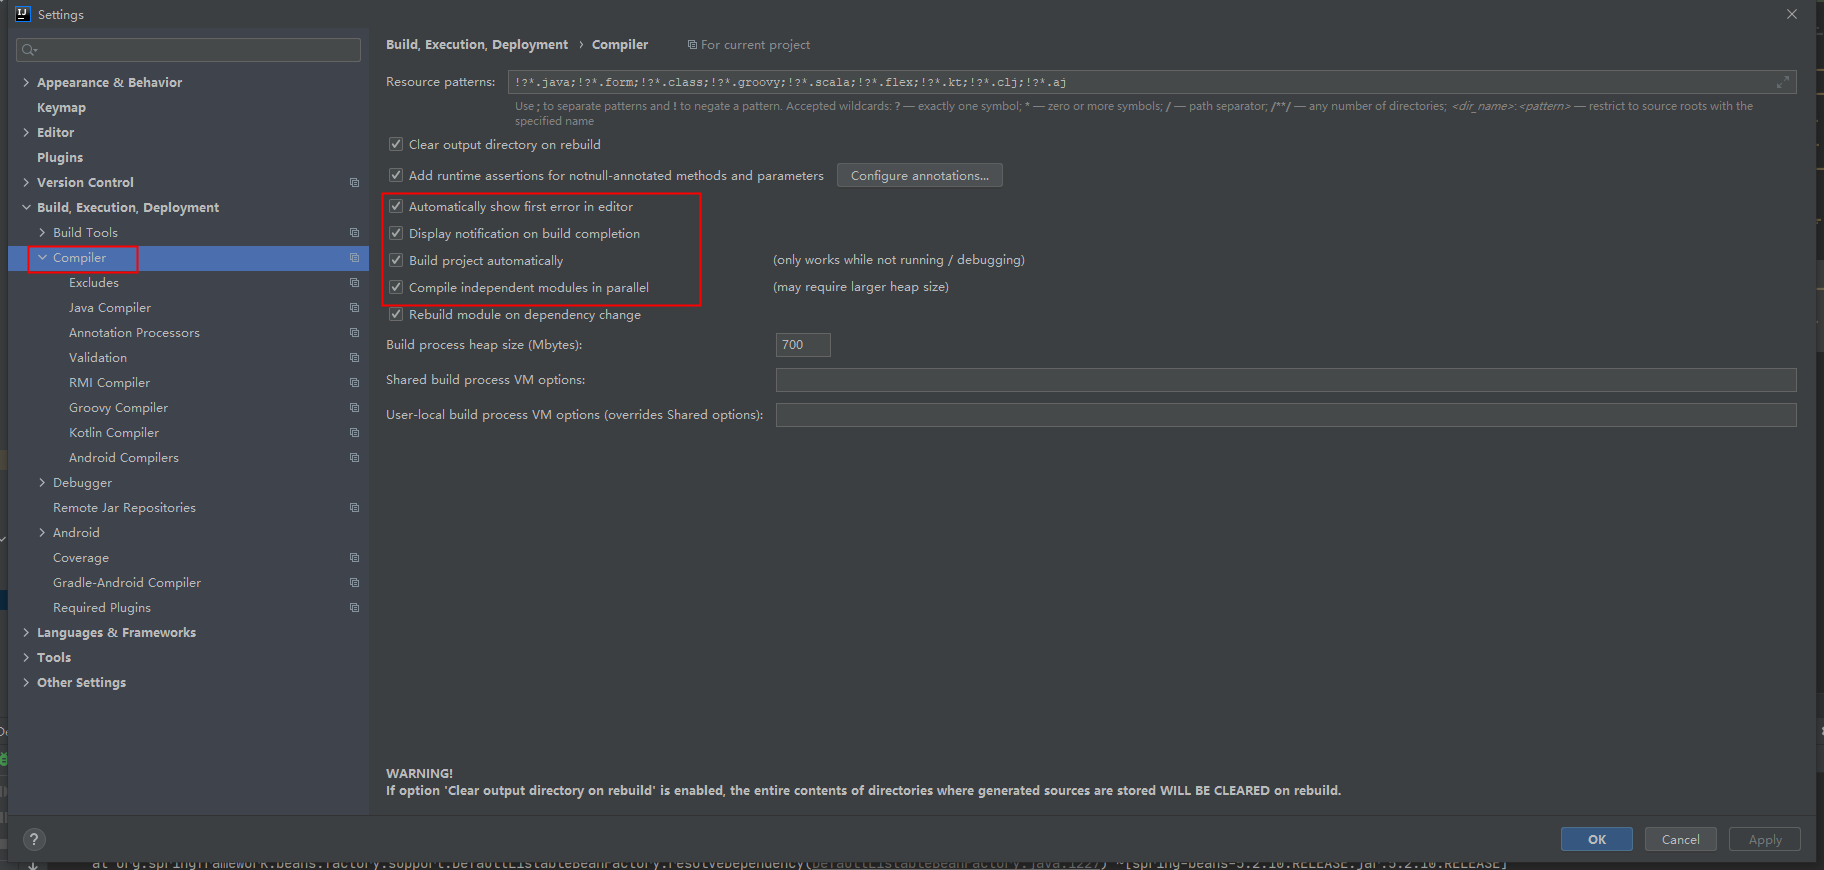 Settings
Appearance & Behavior
Keymap
Editor
Plugins
Version Control
Build, Execution, Deployment
Build Tools
Compiler
Excludes
Java Compiler
Annotation Processors
Validation
RMI Compiler
Groovy Compiler
Kotlin Compiler
Android Compilers
Debugger
Remote Jar Repositories
Android
Coverage
Gradle-Android Compiler
Required Plugins
Languages & Frameworks
Tools
Other Settings
Build, Execution, Deployment › Compiler For current project
Resource patterns: !?*.java;!?*.form;!?*.class;!?*.groovy;!?*.scala;!?*.flex;!?*.kt;!?*.clj;!?*.aj
Use ; to separate patterns and ! to negate a pattern. Accepted wildcards: ? — exactly one symbol; * — zero or more symbols; / — path separator; /**/ — any number of directories; <dir_name>:<pattern> — restrict to source roots with the
specified name
Clear output directory on rebuild
Add runtime assertions for notnull-annotated methods and parameters Configure annotations...
Automatically show first error in editor
Display notification on build completion
Build project automatically (only works while not running / debugging)
Compile independent modules in parallel (may require larger heap size)
Rebuild module on dependency change
Build process heap size (Mbytes): 700
Shared build process VM options:
User-local build process VM options (overrides Shared options):
WARNING!
If option 'Clear output directory on rebuild' is enabled, the entire contents of directories where generated sources are stored WILL BE CLEARED on rebuild.
? OK Cancel Apply
at org.springframework.beans.factory.support.DefaultListableBeanFactory.resolveDependency(DefaultListableBeanFactory.java:1227) ~[spring-beans-5.2.10.RELEASE.jar:5.2.10.RELEASE]